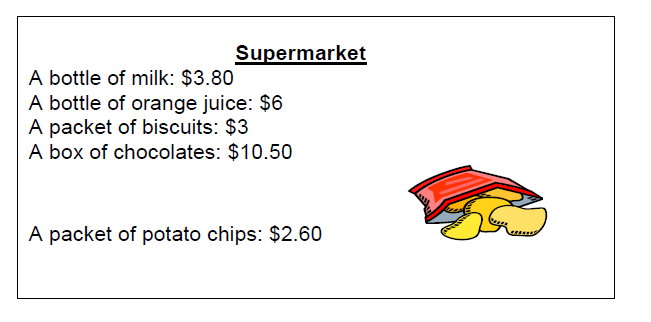 Supermarket
A bottle of milk: $3.80
A bottle of orange juice: $6
A packet of biscuits: $3
A box of chocolates: $10.50
A packet of potato chips: $2.60